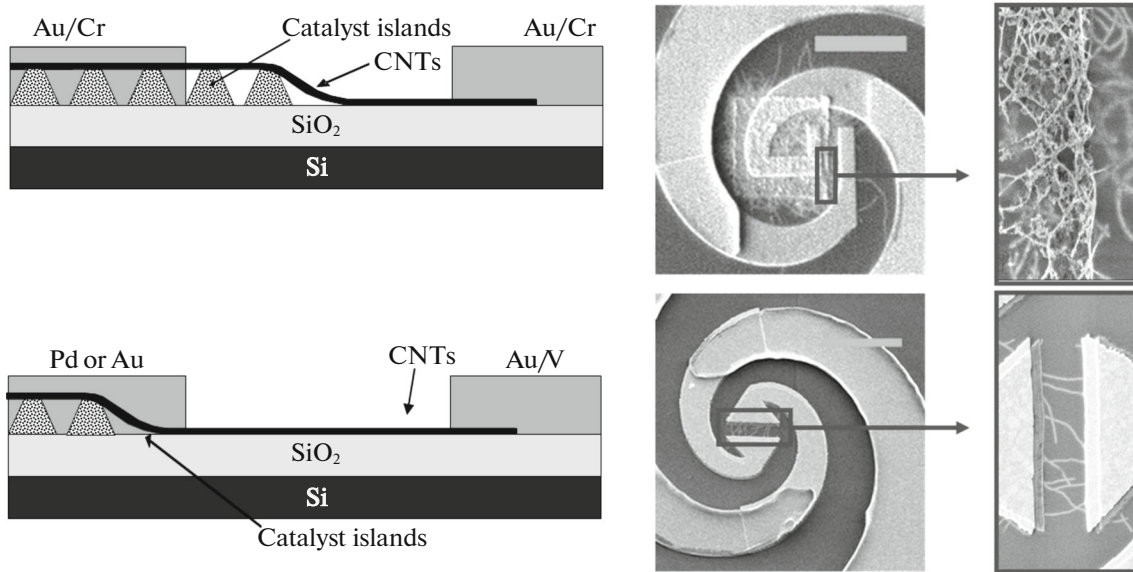 Au/Cr
Catalyst islands
Au/Cr
CNTs
SiO₂
Si
Pd or Au
CNTs
Au/V
SiO₂
Si
Catalyst islands